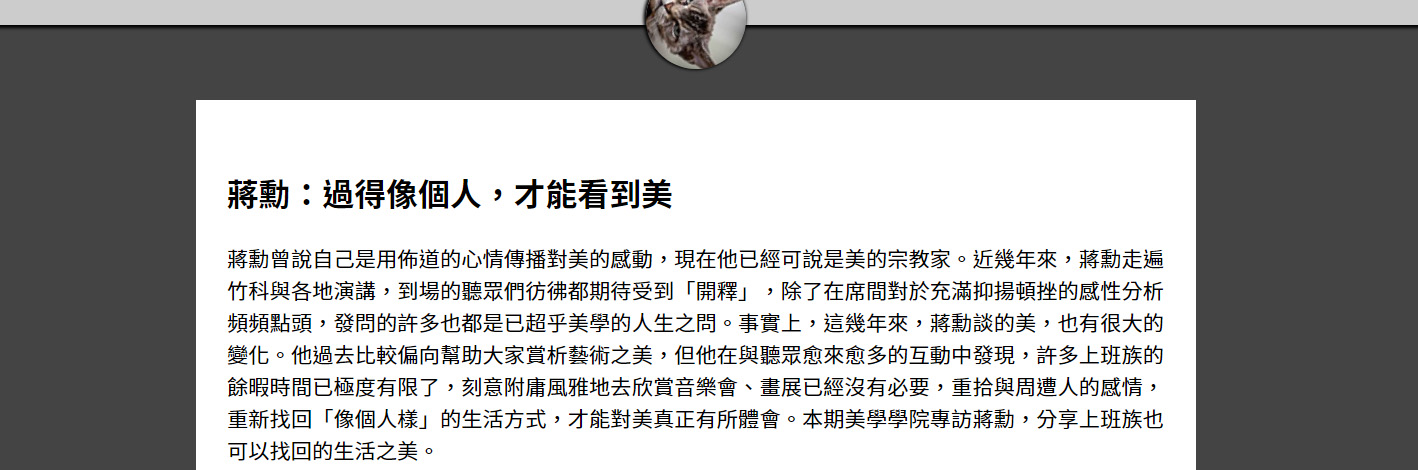 蔣勳：過得像個人，才能看到美
蔣勳曾說自己是用佈道的心情傳播對美的感動，現在他已經可說是美的宗教家。近幾年來，蔣勳走遍
竹科與各地演講，到場的聽眾們彷彿都期待受到「開釋」，除了在席間對於充滿抑揚頓挫的感性分析
頻頻點頭，發問的許多也都是已超乎美學的人生之問。事實上，這幾年來，蔣勳談的美，也有很大的
變化。他過去比較偏向幫助大家賞析藝術之美，但他在與聽眾愈來愈多的互動中發現，許多上班族的
餘暇時間已極度有限了，刻意附庸風雅地去欣賞音樂會、畫展已經沒有必要，重拾與周遭人的感情，
重新找回「像個人樣」的生活方式，才能對美真正有所體會。本期美學學院專訪蔣勳，分享上班族也
可以找回的生活之美。